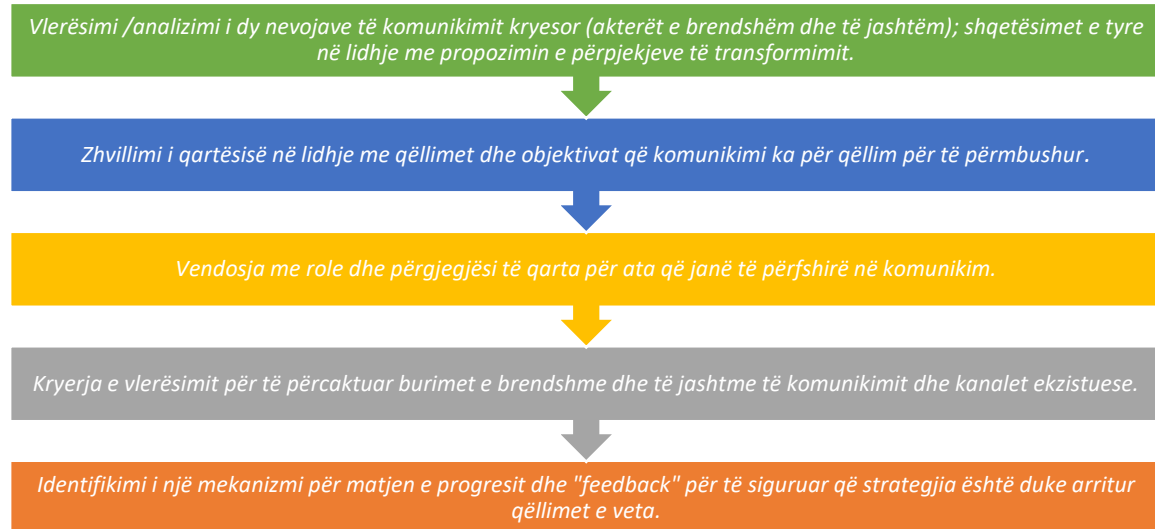 Vlerësimi /analizimi i dy nevojave të komunikimit kryesor (akterët e brendshëm dhe të jashtëm); shqetësimet e tyre
në lidhje me propozimin e përpjekjeve të transformimit.
Zhvillimi i qartësisë në lidhje me qëllimet dhe objektivat që komunikimi ka për qëllim për të përmbushur.
Vendosja me role dhe përgjegjësi të qarta për ata që janë të përfshirë në komunikim.
Kryerja e vlerësimit për të përcaktuar burimet e brendshme dhe të jashtme të komunikimit dhe kanalet ekzistuese.
Identifikimi i një mekanizmi për matjen e progresit dhe "feedback" për të siguruar që strategjia është duke arritur
qëllimet e veta.